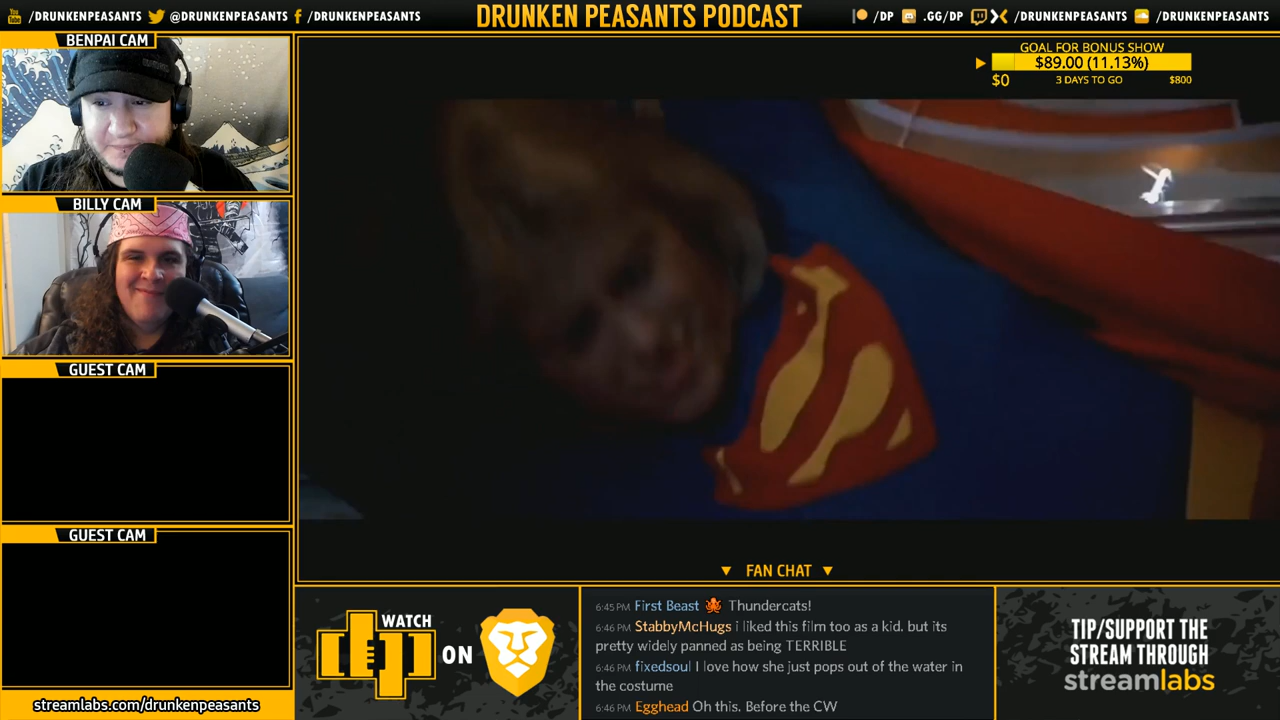 You Tube /DRUNKENPEASANTS @DRUNKENPEASANTS /DRUNKENPEASANTS DRUNKEN PEASANTS PODCAST /DP .GG/DP /DRUNKENPEASANTS /DRUNKENPEASANTS
BENPAI CAM
GOAL FOR BONUS SHOW
$89.00 (11.13%)
$0 3 DAYS TO GO $800
BILLY CAM
GUEST CAM
GUEST CAM
streamlabs.com/drunkenpeasants
FAN CHAT
WATCH
ON
6:45 PM First Beast Thundercats!
6:46 PM StabbyMcHugs i liked this film too as a kid. but its
pretty widely panned as being TERRIBLE
6:46 PM fixedsoul I love how she just pops out of the water in
the costume
6:46 PM Egghead Oh this. Before the CW
TIP/SUPPORT THE
STREAM THROUGH
streamlabs